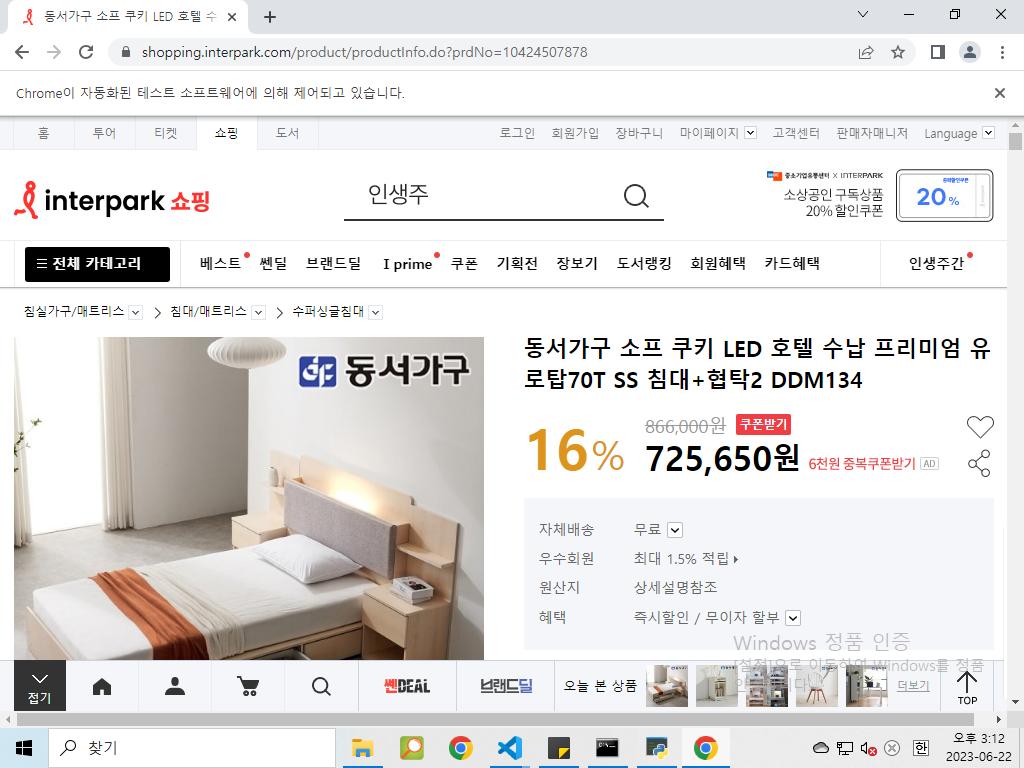 동서가구 소프 쿠키 LED 호텔 수
shopping.interpark.com/product/productInfo.do?prdNo=10424507878
Chrome이 자동화된 테스트 소프트웨어에 의해 제어되고 있습니다.
홈 투어 티켓 쇼핑 도서 로그인 회원가입 장바구니 마이페이지 고객센터 판매자매니저 Language
중소기업유통센터 X INTERPARK
interpark 쇼핑 인생주 소상공인 구독상품 20%
20% 할인쿠폰
전체 카테고리 베스트 쎈딜 브랜드딜 I prime 쿠폰 기획전 장보기 도서랭킹 회원혜택 카드혜택 인생주간
침실가구/매트리스 침대/매트리스 수퍼싱글침대
동서가구
동서가구 소프 쿠키 LED 호텔 수납 프리미엄 유
로탑70T SS 침대+협탁2 DDM134
16% 866,000원 쿠폰받기
725,650원 6천원 중복쿠폰받기 AD
자체배송 무료
우수회원 최대 1.5% 적립
원산지 상세설명참조
혜택 즉시할인 / 무이자 할부
Windows 정품 인증
[설정]으로 이동하여 Windows를 정품
접기 쎈DEAL 브랜드딜 오늘 본 상품 더보기 TOP
찾기 한 오후 3:12
2023-06-22